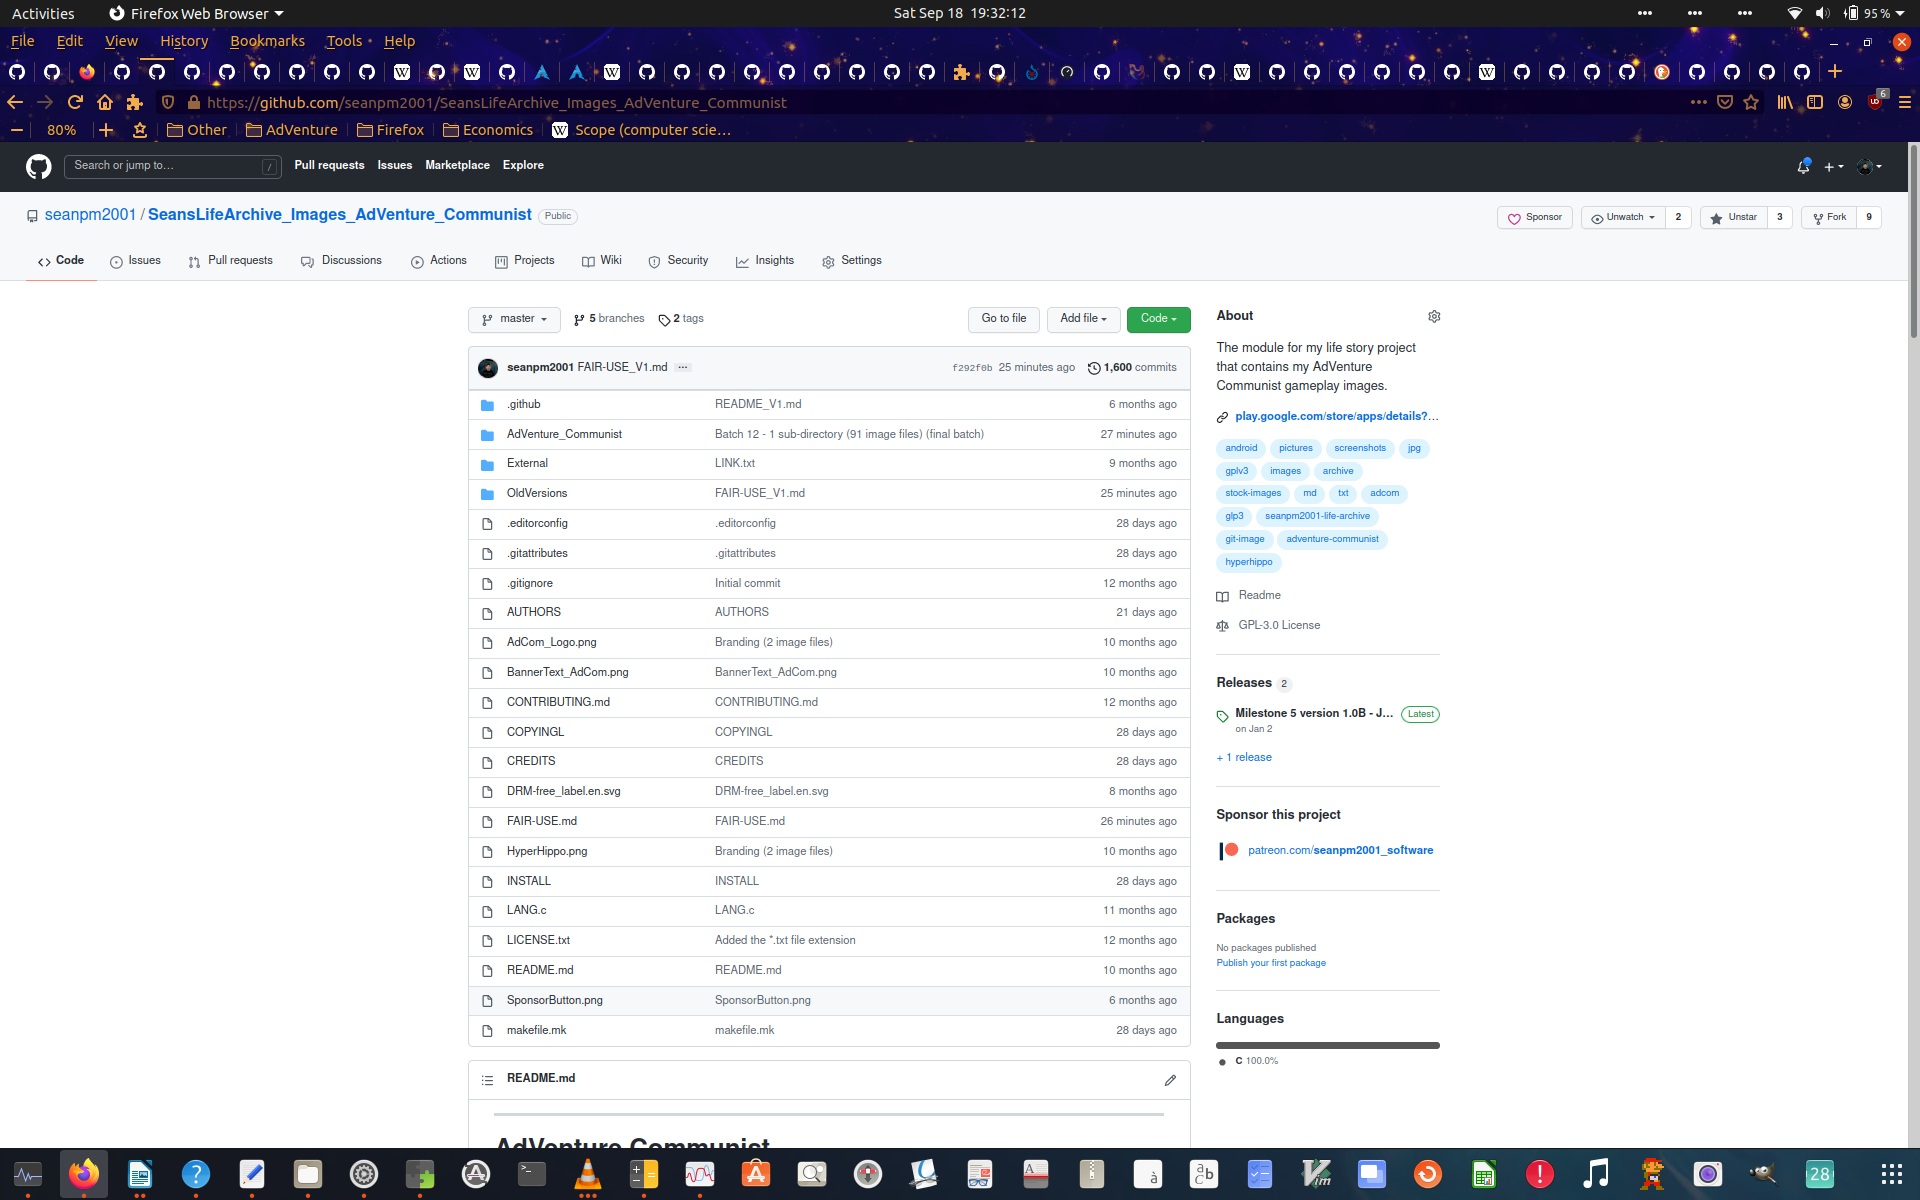 Activities Firefox Web Browser Sat Sep 18 19:32:12 95 %
File Edit View History Bookmarks Tools Help
https://github.com/seanpm2001/SeansLifeArchive_Images_AdVenture_Communist 6
80% Other AdVenture Firefox Economics Scope (computer scie…
Search or jump to… / Pull requests Issues Marketplace Explore
seanpm2001 / SeansLifeArchive_Images_AdVenture_Communist Public Sponsor Unwatch 2 Unstar 3 Fork 9
Code Issues Pull requests Discussions Actions Projects Wiki Security Insights Settings
master 5 branches 2 tags Go to file Add file Code
seanpm2001 FAIR-USE_V1.md ... f292f0b 25 minutes ago 1,600 commits
.github README_V1.md 6 months ago
AdVenture_Communist Batch 12 - 1 sub-directory (91 image files) (final batch) 27 minutes ago
External LINK.txt 9 months ago
OldVersions FAIR-USE_V1.md 25 minutes ago
.editorconfig .editorconfig 28 days ago
.gitattributes .gitattributes 28 days ago
.gitignore Initial commit 12 months ago
AUTHORS AUTHORS 21 days ago
AdCom_Logo.png Branding (2 image files) 10 months ago
BannerText_AdCom.png BannerText_AdCom.png 10 months ago
CONTRIBUTING.md CONTRIBUTING.md 12 months ago
COPYINGL COPYINGL 28 days ago
CREDITS CREDITS 28 days ago
DRM-free_label.en.svg DRM-free_label.en.svg 8 months ago
FAIR-USE.md FAIR-USE.md 26 minutes ago
HyperHippo.png Branding (2 image files) 10 months ago
INSTALL INSTALL 28 days ago
LANG.c LANG.c 11 months ago
LICENSE.txt Added the *.txt file extension 12 months ago
README.md README.md 10 months ago
SponsorButton.png SponsorButton.png 6 months ago
makefile.mk makefile.mk 28 days ago
README.md
AdVenture Communist
About
The module for my life story project
that contains my AdVenture
Communist gameplay images.
play.google.com/store/apps/details?…
android pictures screenshots jpg
gplv3 images archive
stock-images md txt adcom
glp3 seanpm2001-life-archive
git-image adventure-communist
hyperhippo
Readme
GPL-3.0 License
Releases 2
Milestone 5 version 1.0B - J… Latest
on Jan 2
+ 1 release
Sponsor this project
patreon.com/seanpm2001_software
Packages
No packages published
Publish your first package
Languages
C 100.0%
28